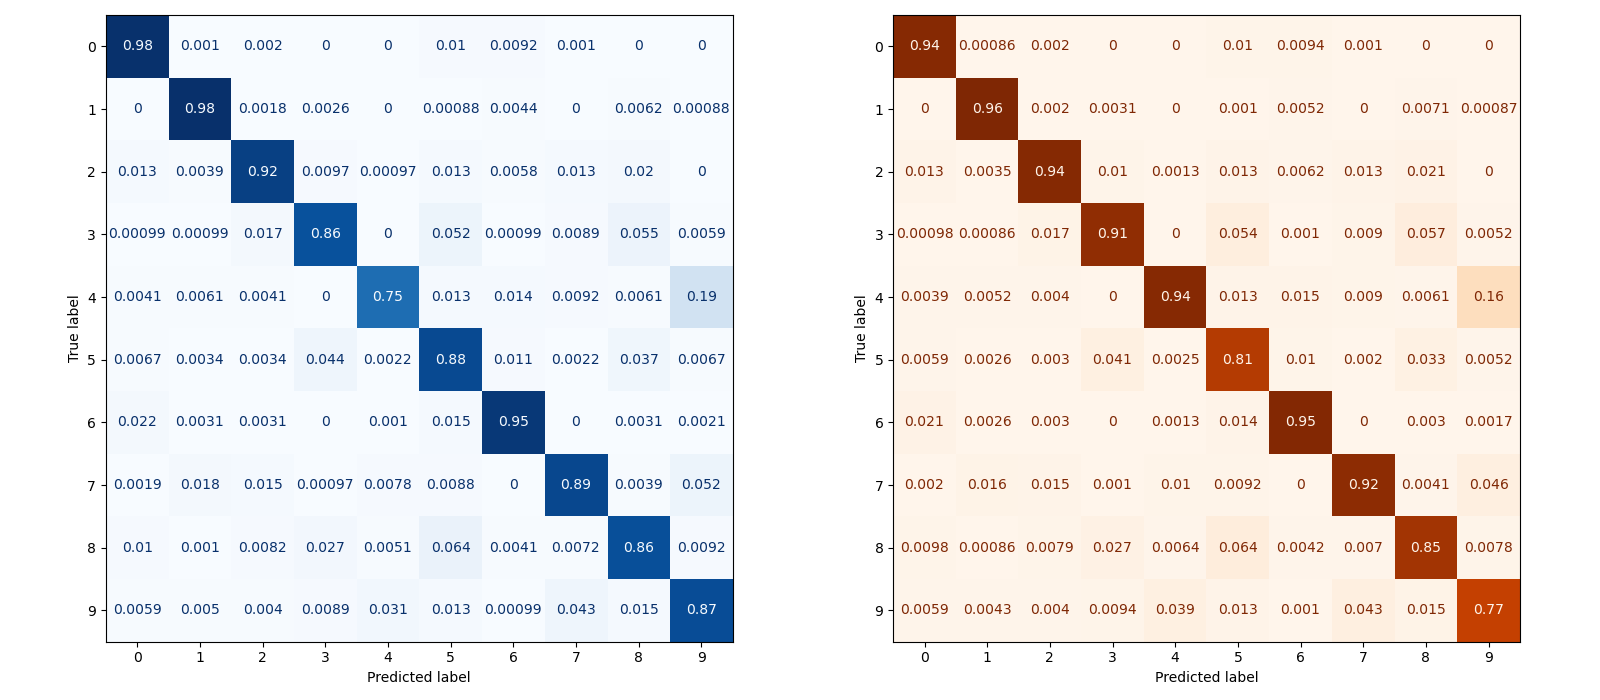 0 0.98 0.001 0.002 0 0 0.01 0.0092 0.001 0 0
1 0 0.98 0.0018 0.0026 0 0.00088 0.0044 0 0.0062 0.00088
2 0.013 0.0039 0.92 0.0097 0.00097 0.013 0.0058 0.013 0.02 0
3 0.00099 0.00099 0.017 0.86 0 0.052 0.00099 0.0089 0.055 0.0059
4 0.0041 0.0061 0.0041 0 0.75 0.013 0.014 0.0092 0.0061 0.19
True label
5 0.0067 0.0034 0.0034 0.044 0.0022 0.88 0.011 0.0022 0.037 0.0067
6 0.022 0.0031 0.0031 0 0.001 0.015 0.95 0 0.0031 0.0021
7 0.0019 0.018 0.015 0.00097 0.0078 0.0088 0 0.89 0.0039 0.052
8 0.01 0.001 0.0082 0.027 0.0051 0.064 0.0041 0.0072 0.86 0.0092
9 0.0059 0.005 0.004 0.0089 0.031 0.013 0.00099 0.043 0.015 0.87
0 1 2 3 4 5 6 7 8 9
Predicted label
0 0.94 0.00086 0.002 0 0 0.01 0.0094 0.001 0 0
1 0 0.96 0.002 0.0031 0 0.001 0.0052 0 0.0071 0.00087
2 0.013 0.0035 0.94 0.01 0.0013 0.013 0.0062 0.013 0.021 0
3 0.00098 0.00086 0.017 0.91 0 0.054 0.001 0.009 0.057 0.0052
4 0.0039 0.0052 0.004 0 0.94 0.013 0.015 0.009 0.0061 0.16
True label
5 0.0059 0.0026 0.003 0.041 0.0025 0.81 0.01 0.002 0.033 0.0052
6 0.021 0.0026 0.003 0 0.0013 0.014 0.95 0 0.003 0.0017
7 0.002 0.016 0.015 0.001 0.01 0.0092 0 0.92 0.0041 0.046
8 0.0098 0.00086 0.0079 0.027 0.0064 0.064 0.0042 0.007 0.85 0.0078
9 0.0059 0.0043 0.004 0.0094 0.039 0.013 0.001 0.043 0.015 0.77
0 1 2 3 4 5 6 7 8 9
Predicted label